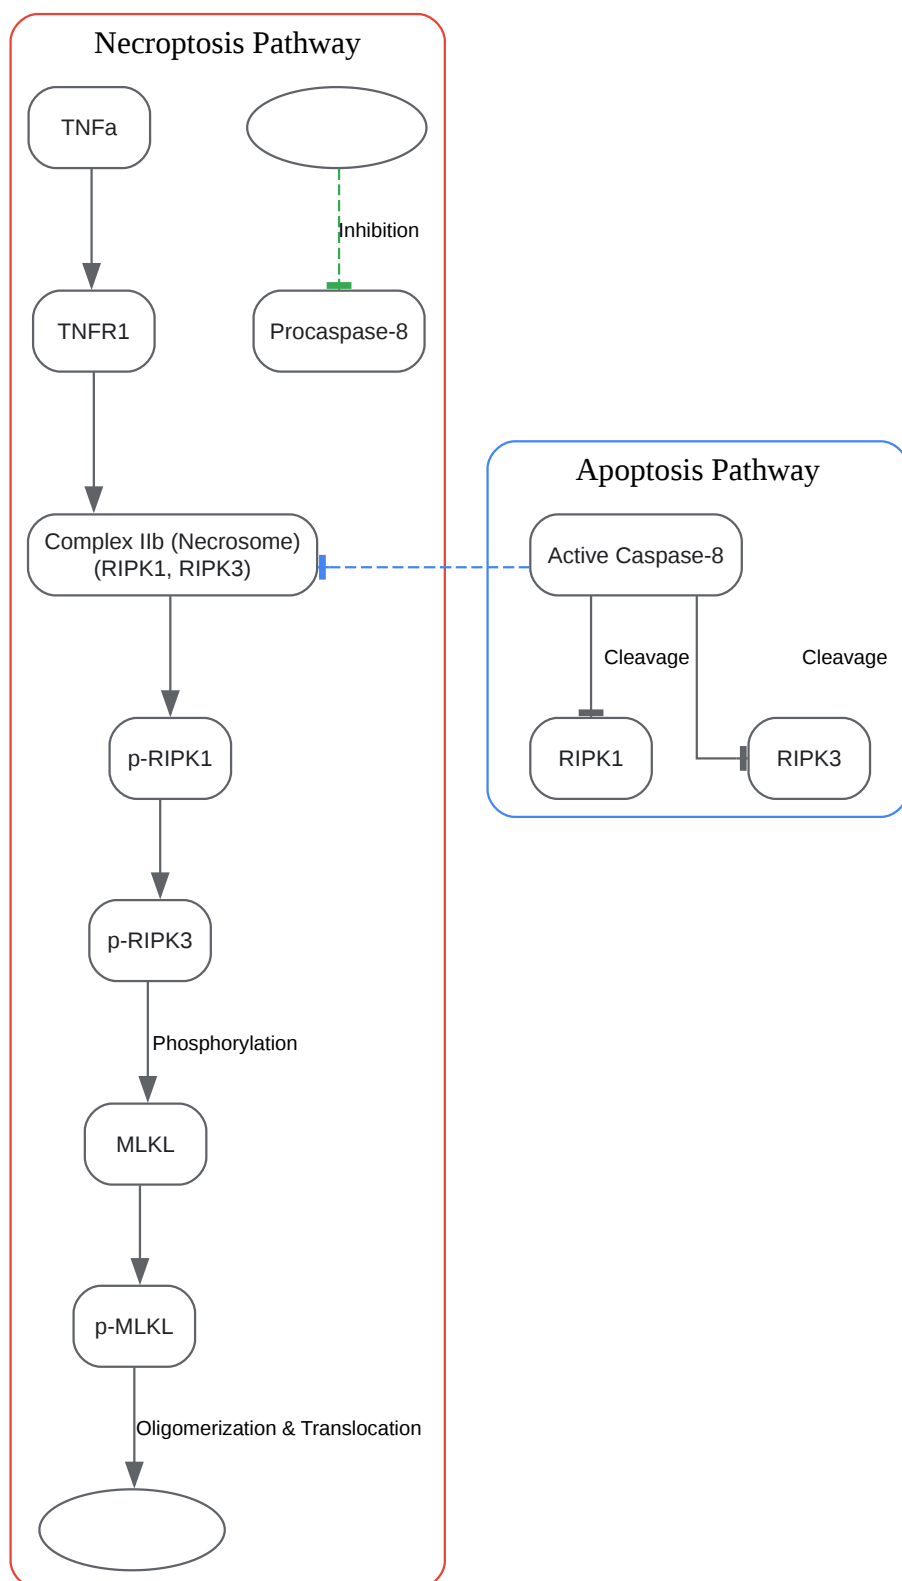 Necroptosis Pathway
TNFa
Inhibition
TNFR1
Procaspase-8
Complex IIb (Necrosome)
(RIPK1, RIPK3)
p-RIPK1
p-RIPK3
Phosphorylation
MLKL
p-MLKL
Oligomerization & Translocation
Apoptosis Pathway
Active Caspase-8
Cleavage
Cleavage
RIPK1
RIPK3